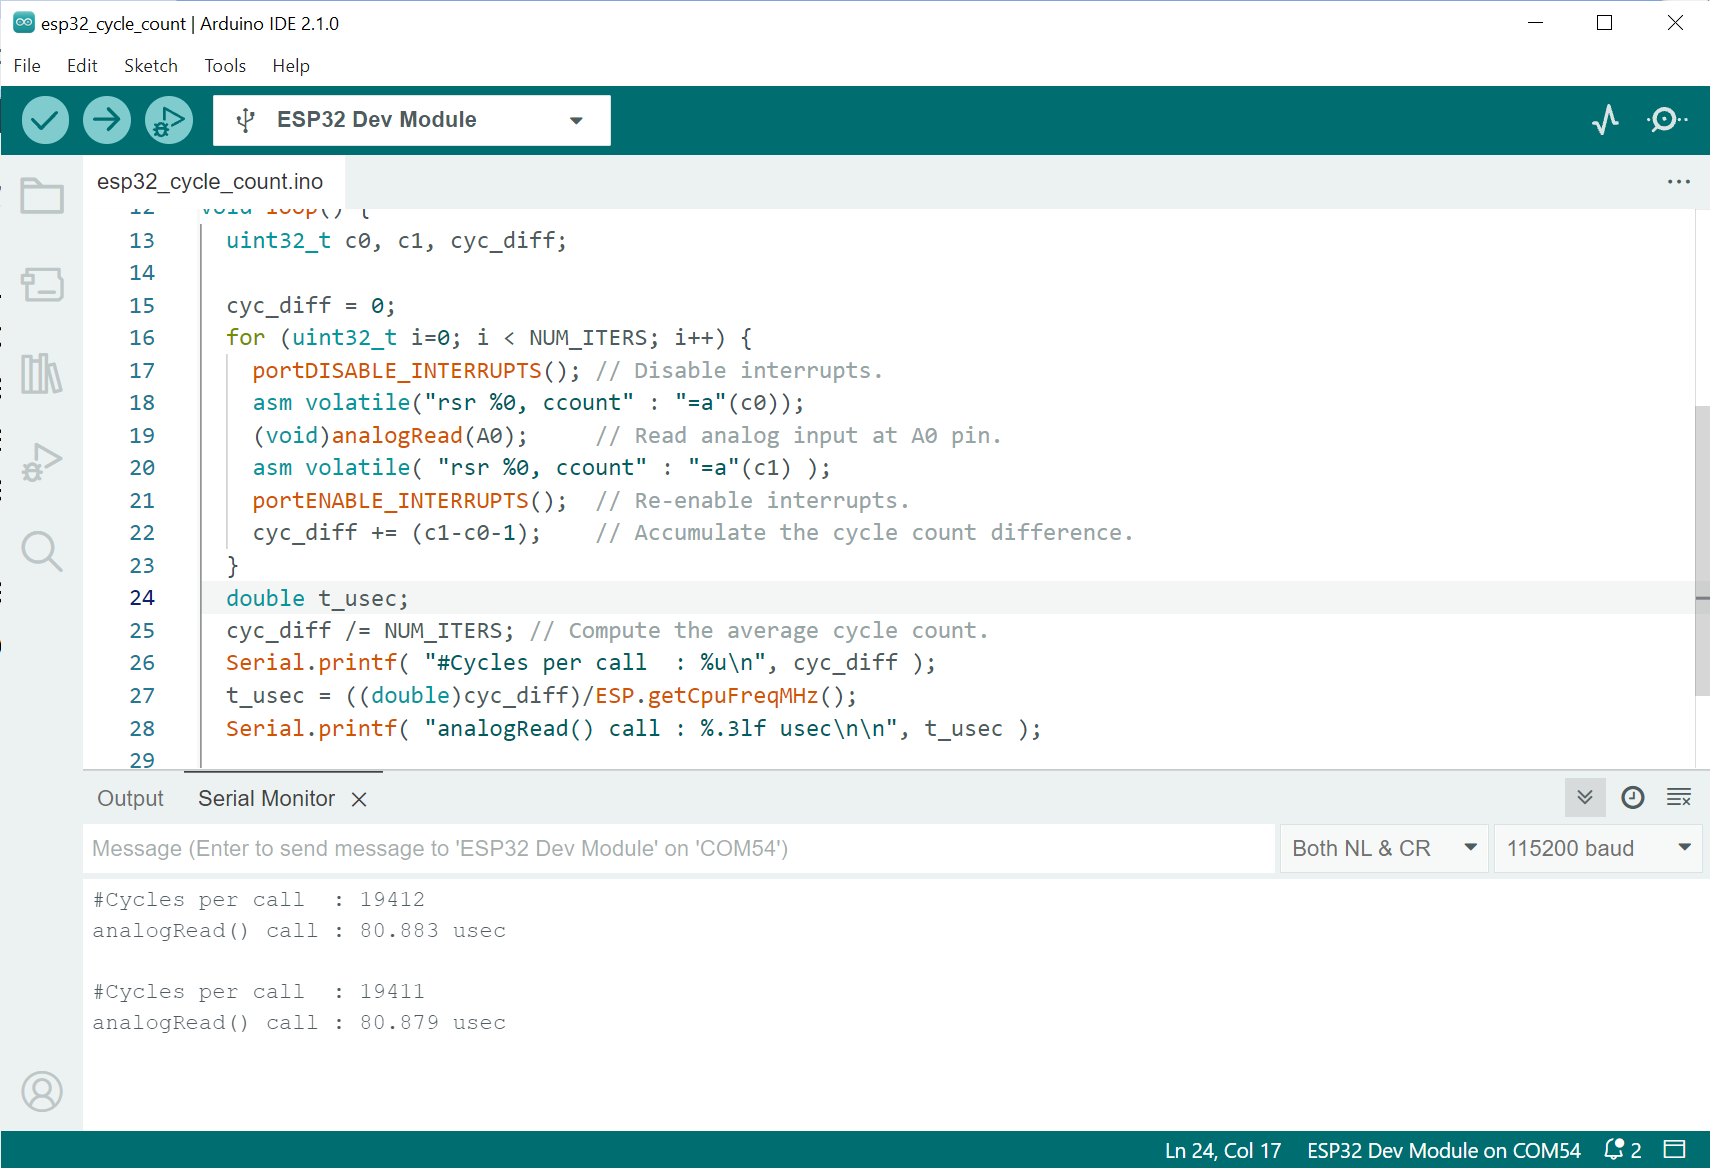 esp32_cycle_count | Arduino IDE 2.1.0
File Edit Sketch Tools Help
ESP32 Dev Module
esp32_cycle_count.ino
12 void loop() {
13 uint32_t c0, c1, cyc_diff;
14
15 cyc_diff = 0;
16 for (uint32_t i=0; i < NUM_ITERS; i++) {
17 portDISABLE_INTERRUPTS(); // Disable interrupts.
18 asm volatile("rsr %0, ccount" : "=a"(c0));
19 (void)analogRead(A0); // Read analog input at A0 pin.
20 asm volatile( "rsr %0, ccount" : "=a"(c1) );
21 portENABLE_INTERRUPTS(); // Re-enable interrupts.
22 cyc_diff += (c1-c0-1); // Accumulate the cycle count difference.
23 }
24 double t_usec;
25 cyc_diff /= NUM_ITERS; // Compute the average cycle count.
26 Serial.printf( "#Cycles per call  : %u\n", cyc_diff );
27 t_usec = ((double)cyc_diff)/ESP.getCpuFreqMHz();
28 Serial.printf( "analogRead() call : %.3lf usec\n\n", t_usec );
29
Output Serial Monitor
Message (Enter to send message to 'ESP32 Dev Module' on 'COM54') Both NL & CR 115200 baud
#Cycles per call  : 19412
analogRead() call : 80.883 usec
#Cycles per call  : 19411
analogRead() call : 80.879 usec
Ln 24, Col 17 ESP32 Dev Module on COM54 2